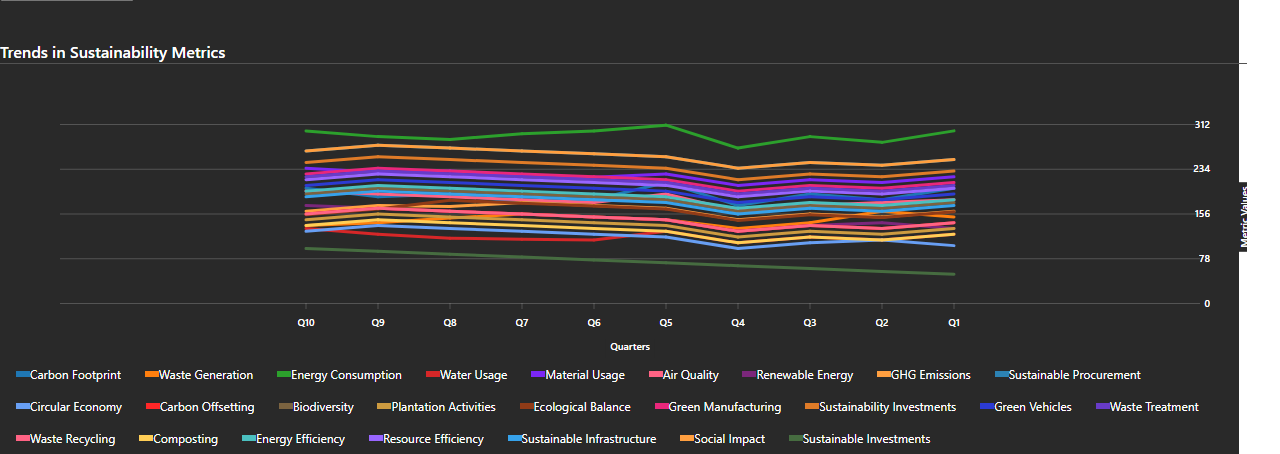 Trends in Sustainability Metrics
312
234
156
78
0
Metric Values
Q10 Q9 Q8 Q7 Q6 Q5 Q4 Q3 Q2 Q1
Quarters
Carbon Footprint Waste Generation Energy Consumption Water Usage Material Usage Air Quality Renewable Energy GHG Emissions Sustainable Procurement
Circular Economy Carbon Offsetting Biodiversity Plantation Activities Ecological Balance Green Manufacturing Sustainability Investments Green Vehicles Waste Treatment
Waste Recycling Composting Energy Efficiency Resource Efficiency Sustainable Infrastructure Social Impact Sustainable Investments